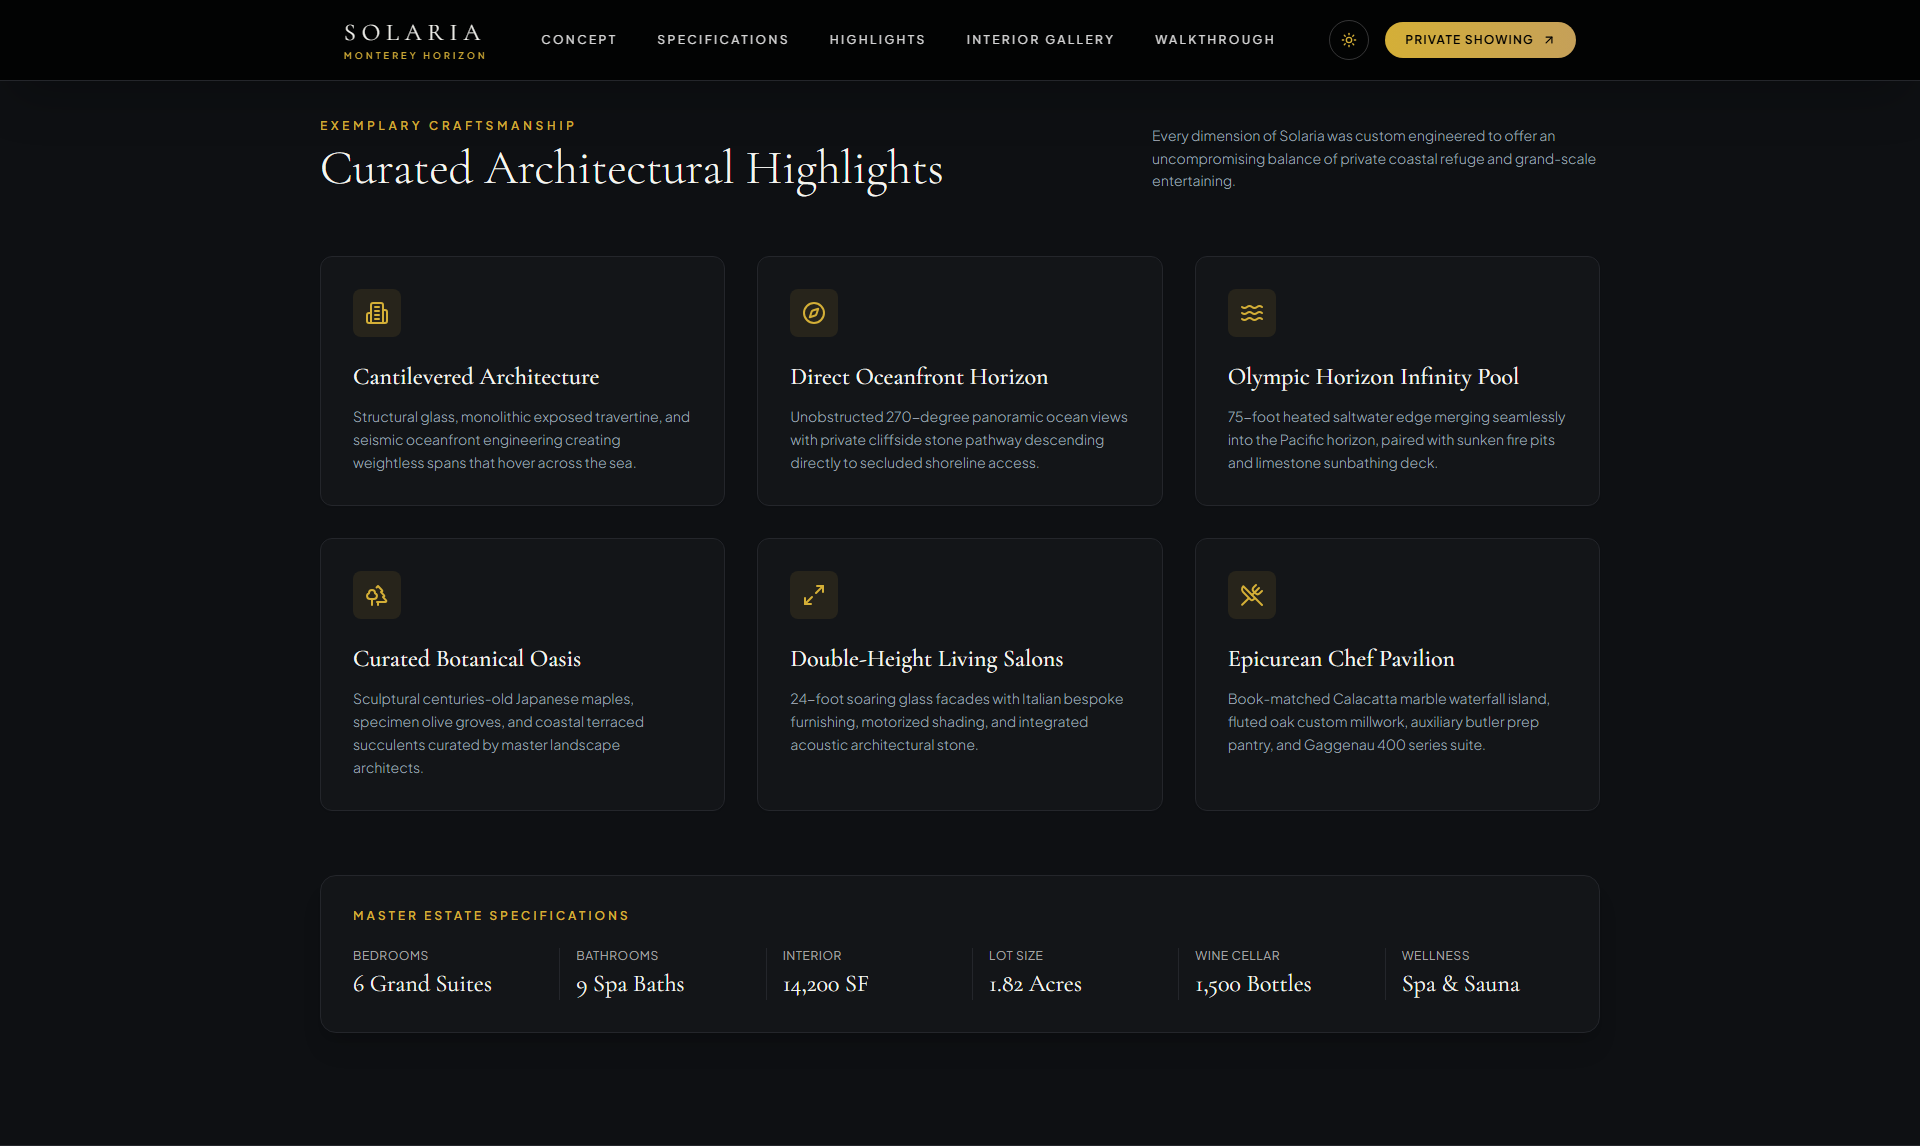 SOLARIA
MONTEREY HORIZON
CONCEPT
SPECIFICATIONS
HIGHLIGHTS
INTERIOR GALLERY
WALKTHROUGH
PRIVATE SHOWING
EXEMPLARY CRAFTSMANSHIP
Curated Architectural Highlights
Every dimension of Solaria was custom engineered to offer an
uncompromising balance of private coastal refuge and grand-scale
entertaining.
Cantilevered Architecture
Structural glass, monolithic exposed travertine, and
seismic oceanfront engineering creating
weightless spans that hover across the sea.
Direct Oceanfront Horizon
Unobstructed 270-degree panoramic ocean views
with private cliffside stone pathway descending
directly to secluded shoreline access.
Olympic Horizon Infinity Pool
75-foot heated saltwater edge merging seamlessly
into the Pacific horizon, paired with sunken fire pits
and limestone sunbathing deck.
Curated Botanical Oasis
Sculptural centuries-old Japanese maples,
specimen olive groves, and coastal terraced
succulents curated by master landscape
architects.
Double-Height Living Salons
24-foot soaring glass facades with Italian bespoke
furnishing, motorized shading, and integrated
acoustic architectural stone.
Epicurean Chef Pavilion
Book-matched Calacatta marble waterfall island,
fluted oak custom millwork, auxiliary butler prep
pantry, and Gaggenau 400 series suite.
MASTER ESTATE SPECIFICATIONS
BEDROOMS
6 Grand Suites
BATHROOMS
9 Spa Baths
INTERIOR
14,200 SF
LOT SIZE
1.82 Acres
WINE CELLAR
1,500 Bottles
WELLNESS
Spa & Sauna